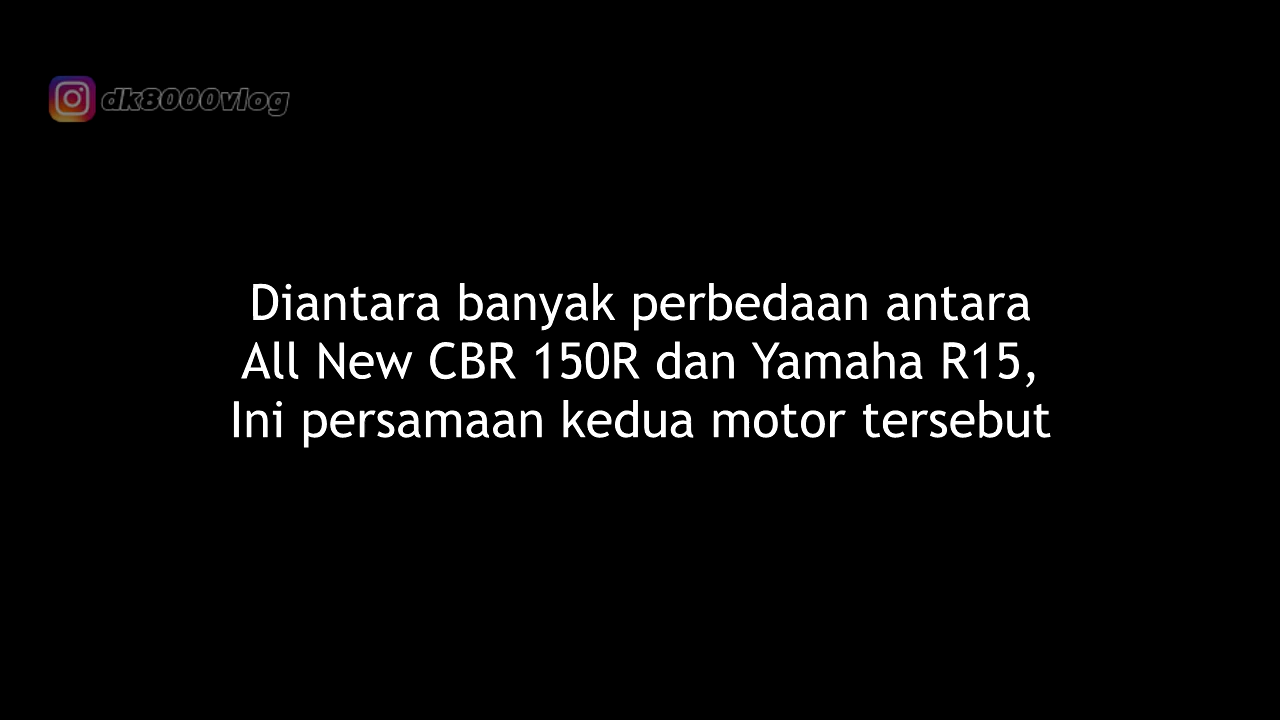 dk8000vlog
Diantara banyak perbedaan antara
All New CBR 150R dan Yamaha R15,
Ini persamaan kedua motor tersebut